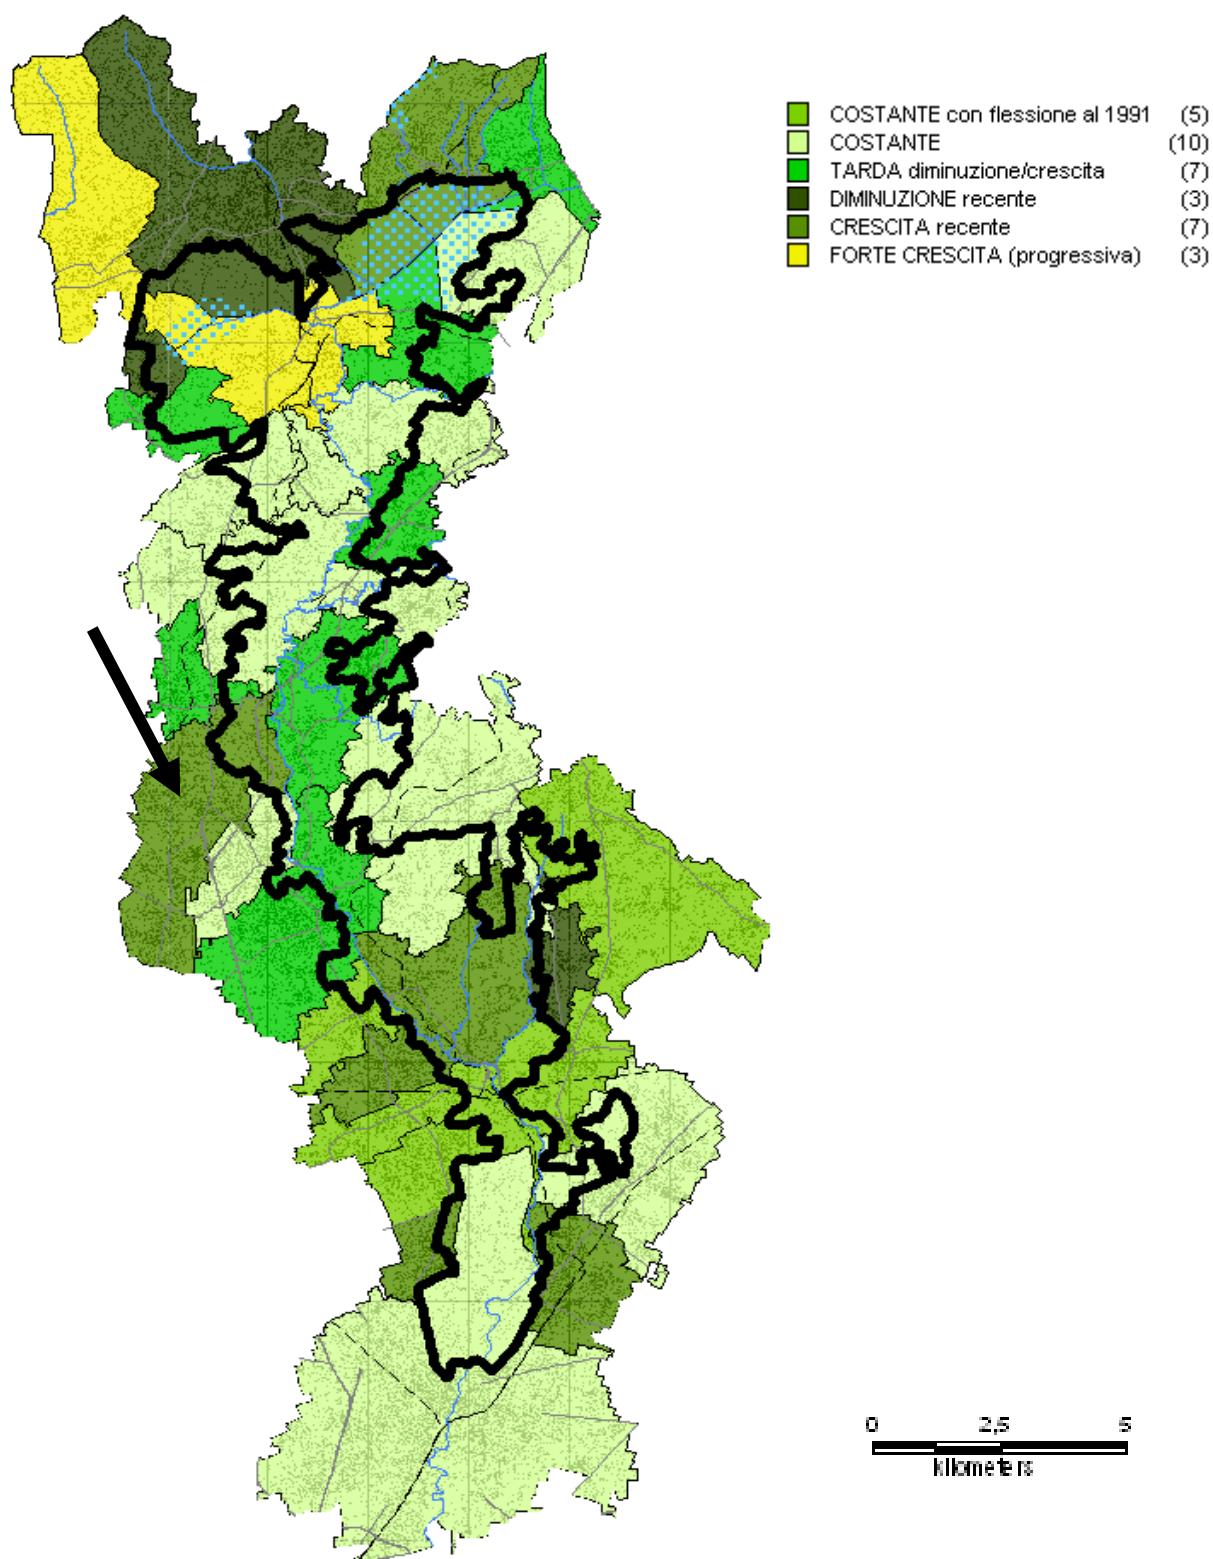 COSTANTE con flessione al 1991 (5)
COSTANTE (10)
TARDA diminuzione/crescita (7)
DIMINUZIONE recente (3)
CRESCITA recente (7)
FORTE CRESCITA (progressiva) (3)
0 2,5 5
kilometers